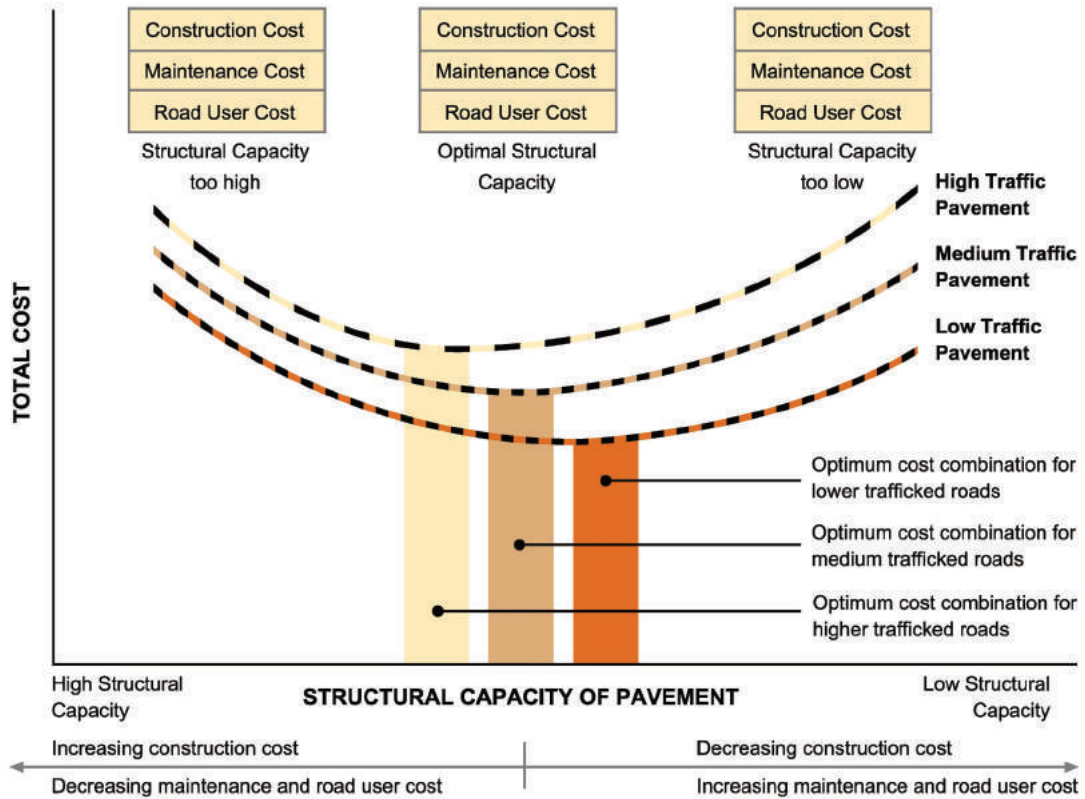 Construction Cost
Maintenance Cost
Road User Cost
Structural Capacity
too high
Construction Cost
Maintenance Cost
Road User Cost
Optimal Structural
Capacity
Construction Cost
Maintenance Cost
Road User Cost
Structural Capacity
too low
High Traffic
Pavement
Medium Traffic
Pavement
Low Traffic
Pavement
TOTAL COST
Optimum cost combination for
lower trafficked roads
Optimum cost combination for
medium trafficked roads
Optimum cost combination for
higher trafficked roads
High Structural
Capacity
STRUCTURAL CAPACITY OF PAVEMENT
Low Structural
Capacity
Increasing construction cost
Decreasing construction cost
Decreasing maintenance and road user cost
Increasing maintenance and road user cost